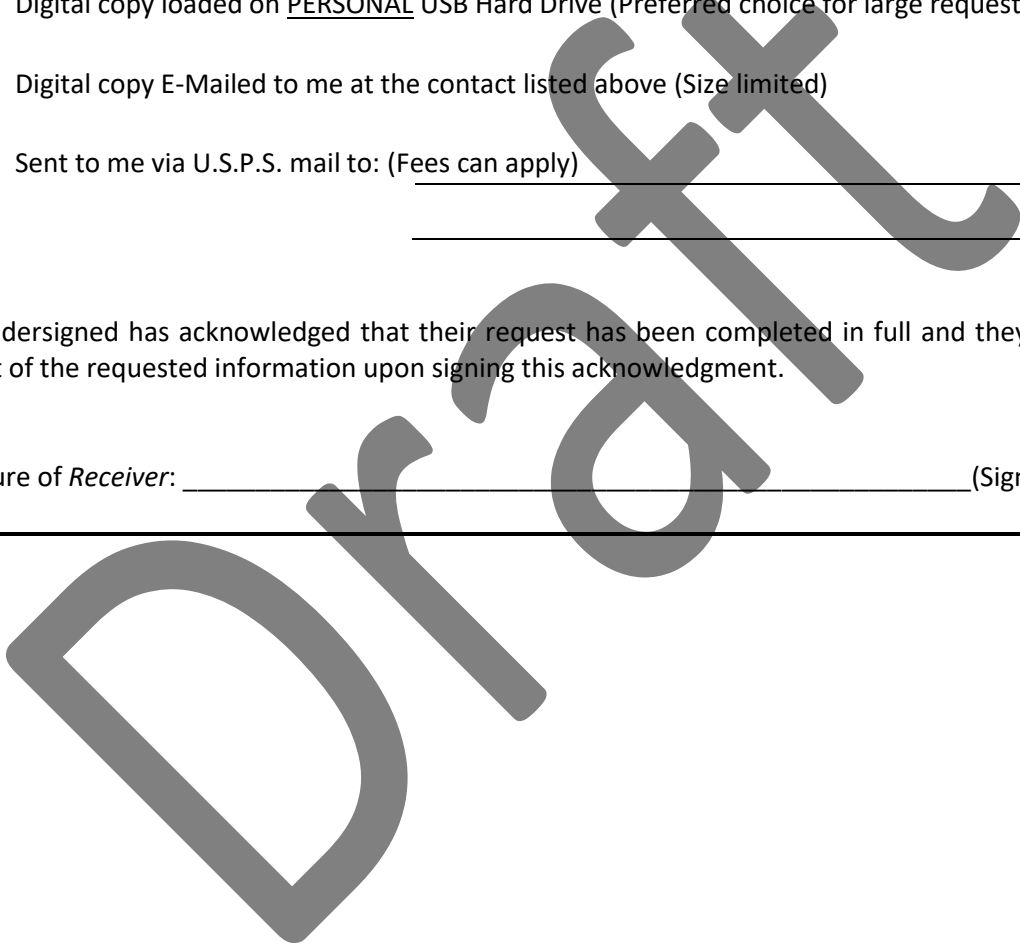 Digital copy loaded on PERSONAL USB Hard Drive (Preferred choice for large request
Digital copy E-Mailed to me at the contact listed above (Size limited)
Sent to me via U.S.P.S. mail to: (Fees can apply)
dersigned has acknowledged that their request has been completed in full and they
t of the requested information upon signing this acknowledgment.
ure of Receiver: ______________________________________________________(Sign
Draft